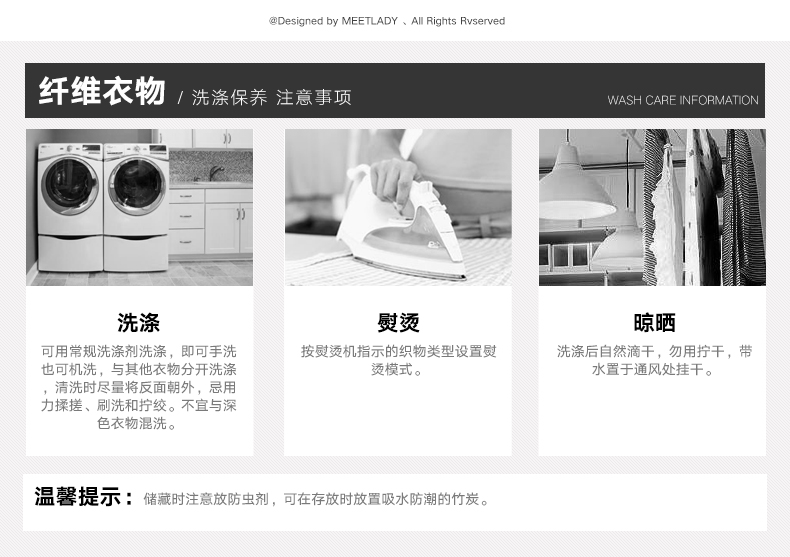 @Designed by MEETLADY 、All Rights Rvserved
纤维衣物 / 洗涤保养 注意事项
WASH CARE INFORMATION
洗涤
可用常规洗涤剂洗涤，即可手洗
也可机洗，与其他衣物分开洗涤
，清洗时尽量将反面朝外，忌用
力揉搓、刷洗和拧绞。不宜与深
色衣物混洗。
熨烫
按熨烫机指示的织物类型设置熨
烫模式。
晾晒
洗涤后自然滴干，勿用拧干，带
水置于通风处挂干。
温馨提示：储藏时注意放防虫剂，可在存放时放置吸水防潮的竹炭。